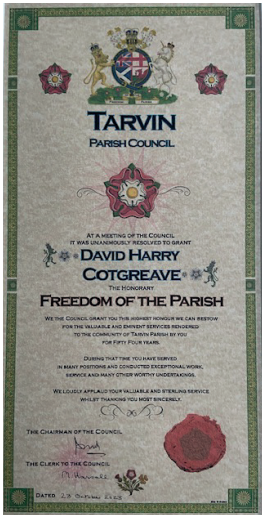 TARVIN
PARISH COUNCIL
AT A MEETING OF THE COUNCIL
IT WAS UNANIMOUSLY RESOLVED TO GRANT
DAVID HARRY
COTGREAVE
THE HONORARY
FREEDOM OF THE PARISH
WE THE COUNCIL GRANT YOU THIS HIGHEST HONOUR WE CAN BESTOW
FOR THE VALUABLE AND EMINENT SERVICES RENDERED
TO THE COMMUNITY OF TARVIN PARISH BY YOU
FOR FIFTY FOUR YEARS.
DURING THAT TIME YOU HAVE SERVED
IN MANY POSITIONS AND CONDUCTED EXCEPTIONAL WORK,
SERVICE AND MANY OTHER WORTHY UNDERTAKINGS.
WE LOUDLY APPLAUD YOUR VALUABLE AND STERLING SERVICE
WHILST THANKING YOU MOST SINCERELY.
THE CHAIRMAN OF THE COUNCIL
THE CLERK TO THE COUNCIL
DATED 23 October